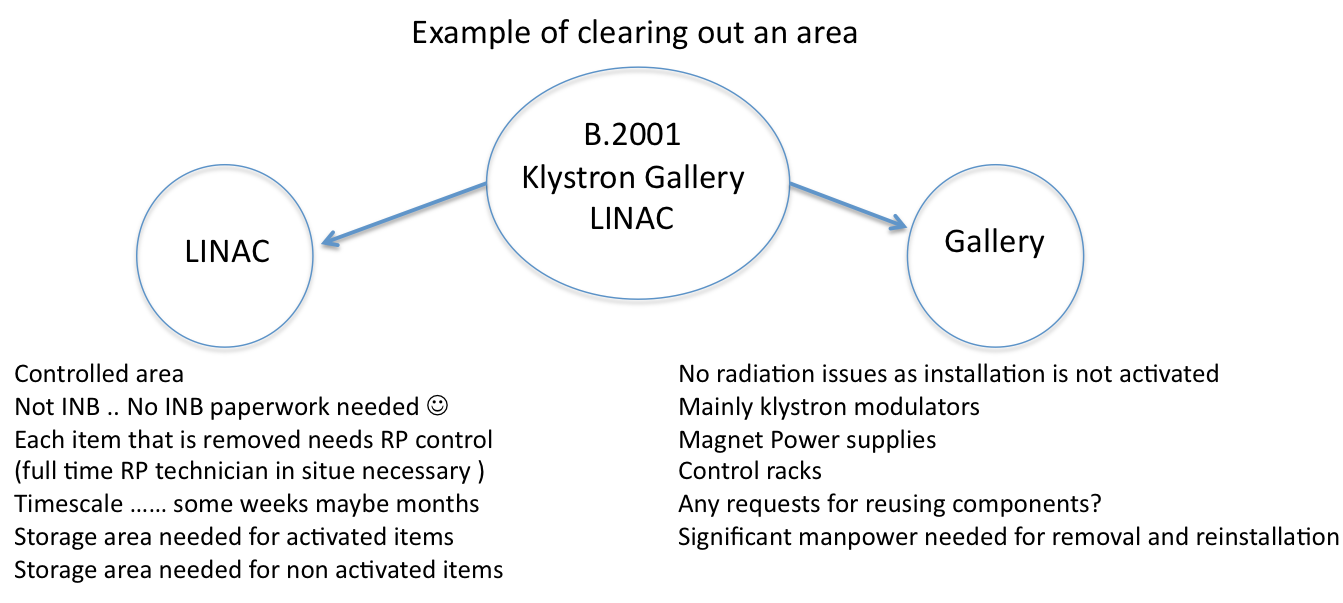 Example of clearing out an area
B.2001
Klystron Gallery
LINAC
LINAC
Gallery
Controlled area
Not INB .. No INB paperwork needed ☺
Each item that is removed needs RP control
(full time RP technician in situe necessary )
Timescale ...... some weeks maybe months
Storage area needed for activated items
Storage area needed for non activated items
No radiation issues as installation is not activated
Mainly klystron modulators
Magnet Power supplies
Control racks
Any requests for reusing components?
Significant manpower needed for removal and reinstallation